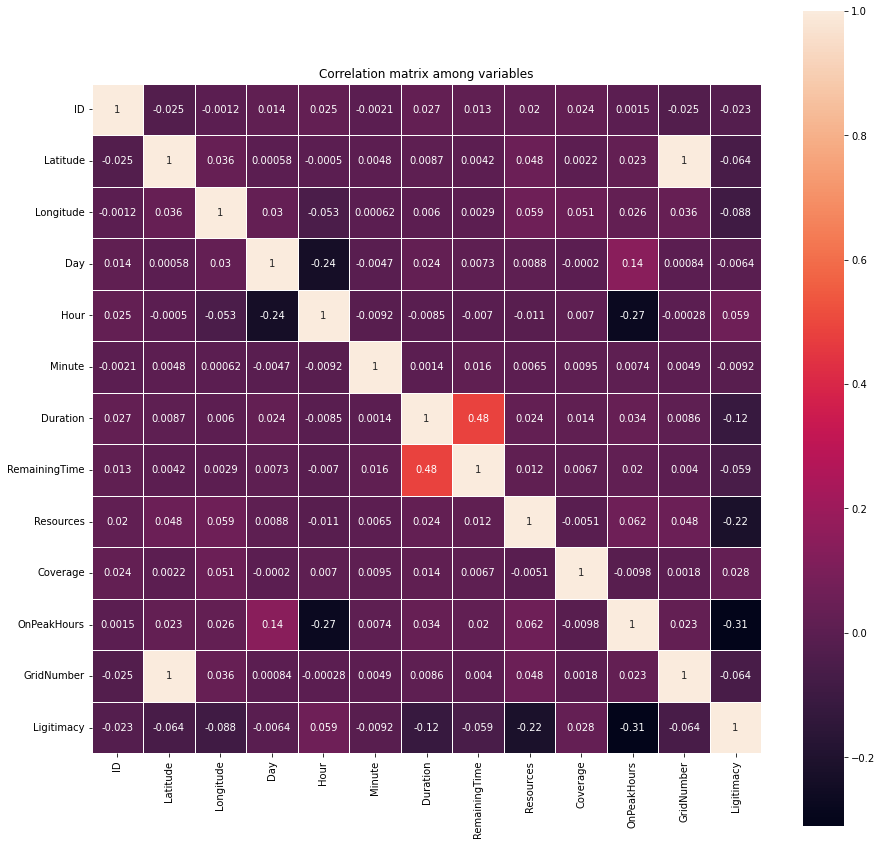 Correlation matrix among variables
ID 1 -0.025 -0.0012 0.014 0.025 -0.0021 0.027 0.013 0.02 0.024 0.0015 -0.025 -0.023
Latitude -0.025 1 0.036 0.00058 -0.0005 0.0048 0.0087 0.0042 0.048 0.0022 0.023 1 -0.064
Longitude -0.0012 0.036 1 0.03 -0.053 0.00062 0.006 0.0029 0.059 0.051 0.026 0.036 -0.088
Day 0.014 0.00058 0.03 1 -0.24 -0.0047 0.024 0.0073 0.0088 -0.0002 0.14 0.00084 -0.0064
Hour 0.025 -0.0005 -0.053 -0.24 1 -0.0092 -0.0085 -0.007 -0.011 0.007 -0.27 -0.00028 0.059
Minute -0.0021 0.0048 0.00062 -0.0047 -0.0092 1 0.0014 0.016 0.0065 0.0095 0.0074 0.0049 -0.0092
Duration 0.027 0.0087 0.006 0.024 -0.0085 0.0014 1 0.48 0.024 0.014 0.034 0.0086 -0.12
RemainingTime 0.013 0.0042 0.0029 0.0073 -0.007 0.016 0.48 1 0.012 0.0067 0.02 0.004 -0.059
Resources 0.02 0.048 0.059 0.0088 -0.011 0.0065 0.024 0.012 1 -0.0051 0.062 0.048 -0.22
Coverage 0.024 0.0022 0.051 -0.0002 0.007 0.0095 0.014 0.0067 -0.0051 1 -0.0098 0.0018 0.028
OnPeakHours 0.0015 0.023 0.026 0.14 -0.27 0.0074 0.034 0.02 0.062 -0.0098 1 0.023 -0.31
GridNumber -0.025 1 0.036 0.00084 -0.00028 0.0049 0.0086 0.004 0.048 0.0018 0.023 1 -0.064
Ligitimacy -0.023 -0.064 -0.088 -0.0064 0.059 -0.0092 -0.12 -0.059 -0.22 0.028 -0.31 -0.064 1
ID Latitude Longitude Day Hour Minute Duration RemainingTime Resources Coverage OnPeakHours GridNumber Ligitimacy
1.0
0.8
0.6
0.4
0.2
0.0
−0.2